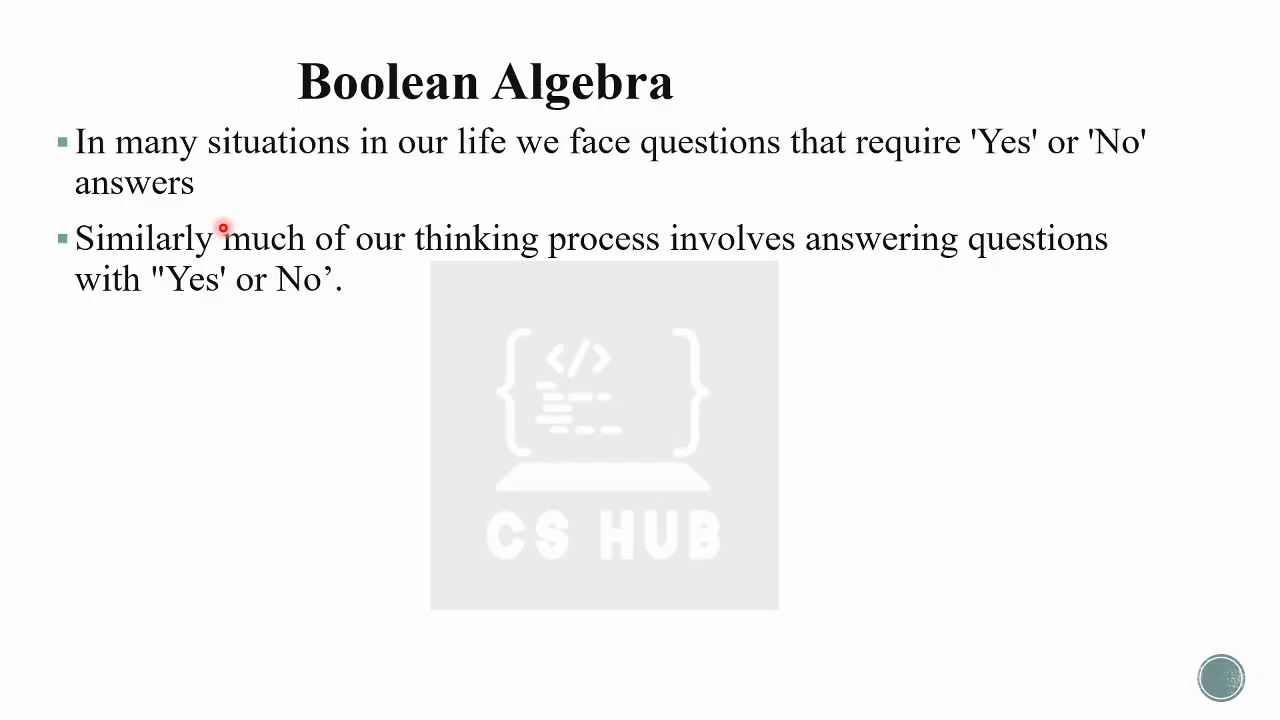 Boolean Algebra
In many situations in our life we face questions that require 'Yes' or 'No'
answers
Similarly much of our thinking process involves answering questions
with "Yes' or No’.
</>
CS HUB